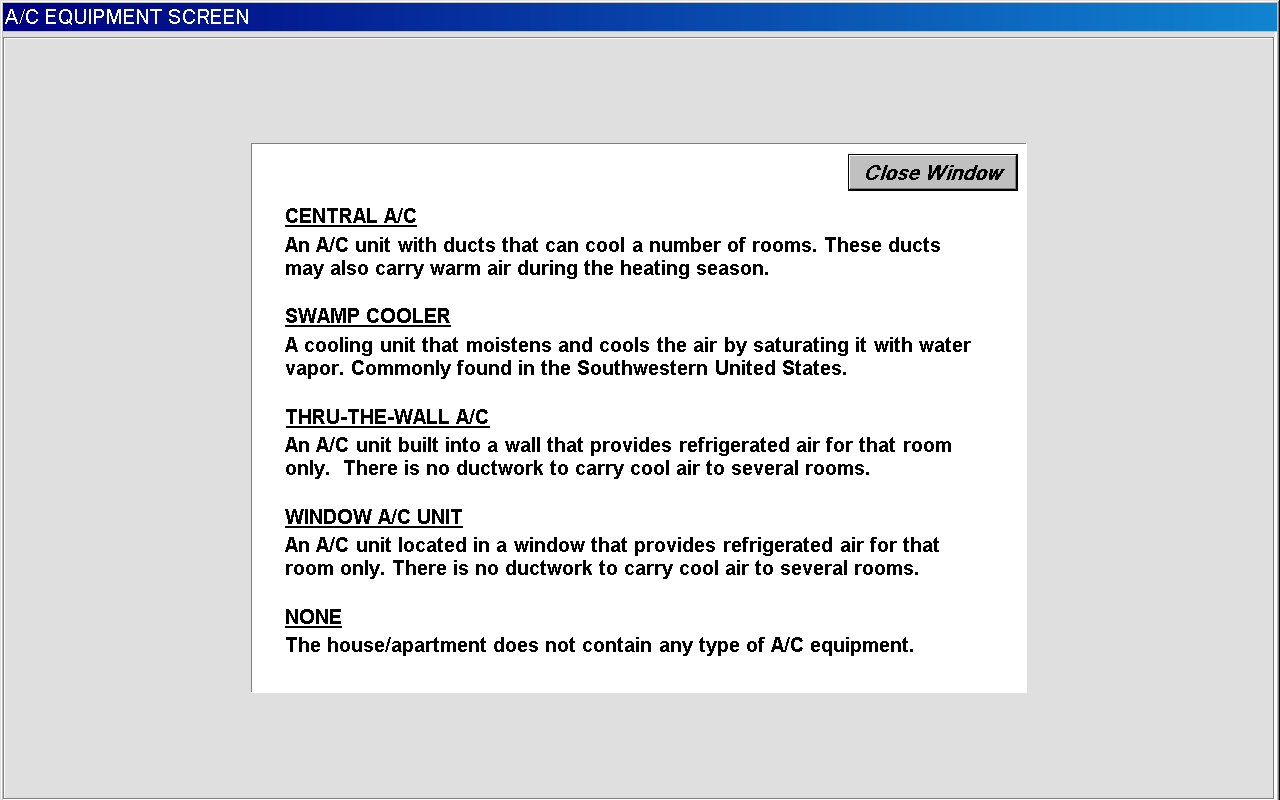 A/C EQUIPMENT SCREEN
Close Window
CENTRAL A/C
An A/C unit with ducts that can cool a number of rooms. These ducts
may also carry warm air during the heating season.
SWAMP COOLER
A cooling unit that moistens and cools the air by saturating it with water
vapor. Commonly found in the Southwestern United States.
THRU-THE-WALL A/C
An A/C unit built into a wall that provides refrigerated air for that room
only.  There is no ductwork to carry cool air to several rooms.
WINDOW A/C UNIT
An A/C unit located in a window that provides refrigerated air for that
room only. There is no ductwork to carry cool air to several rooms.
NONE
The house/apartment does not contain any type of A/C equipment.